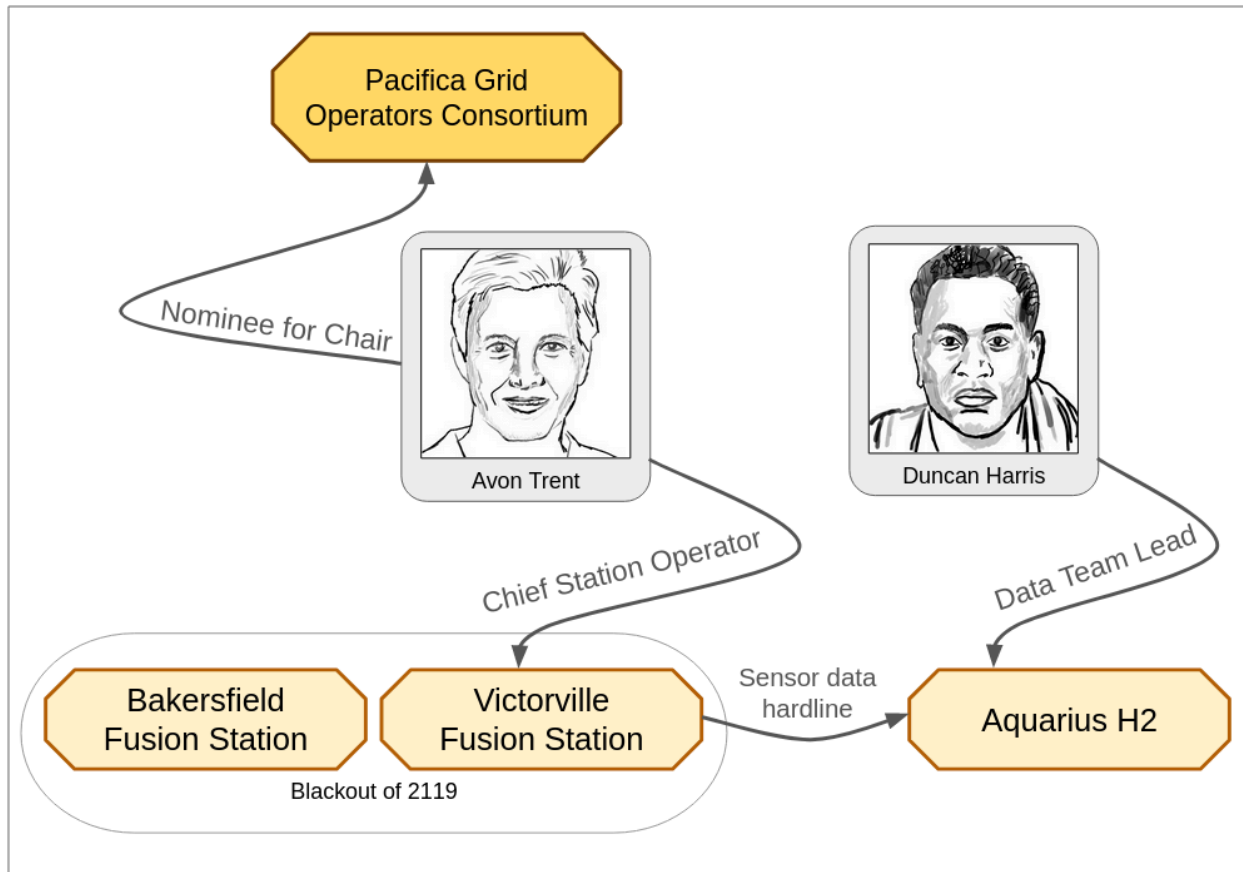 Pacifica Grid
Operators Consortium
Nominee for Chair
Avon Trent
Duncan Harris
Chief Station Operator
Data Team Lead
Bakersfield
Fusion Station
Victorville
Fusion Station
Sensor data
hardline
Aquarius H2
Blackout of 2119